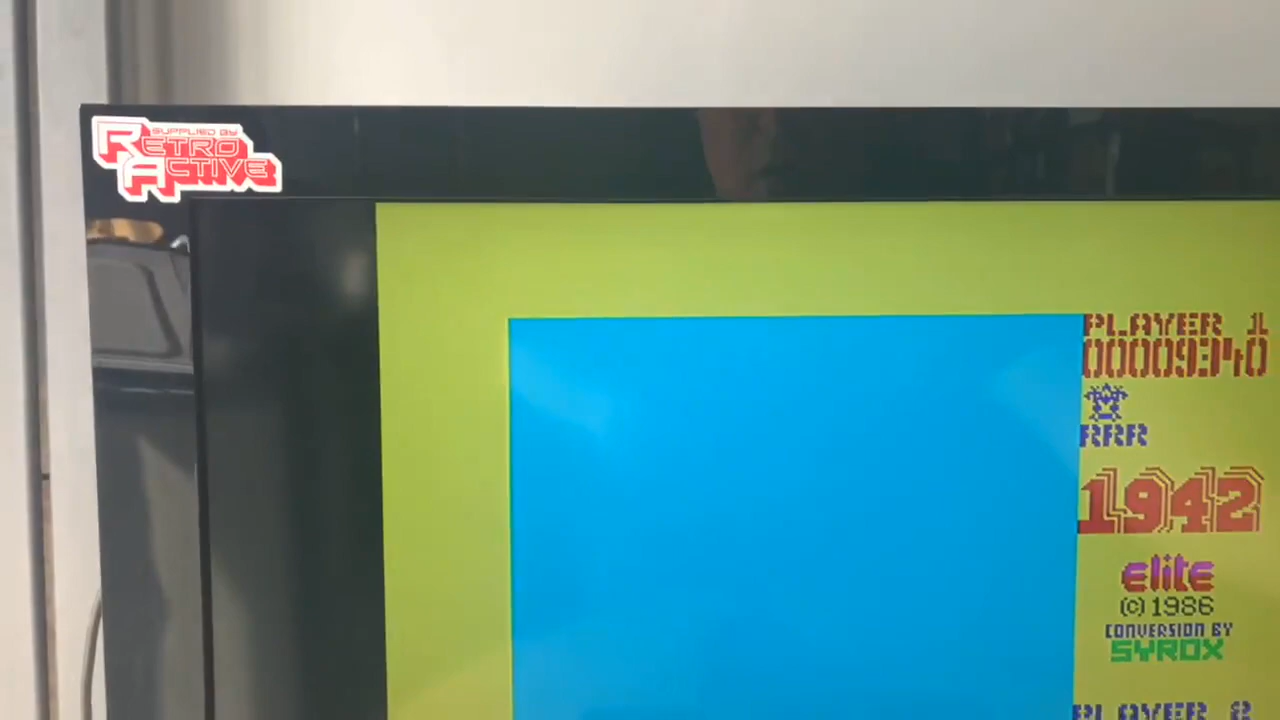 SUPPLIED BY
RETRO
ACTIVE
PLAYER 1
00009340
RRR
1942
elite
(C) 1986
CONVERSION BY
SYROX
PLAYER 2